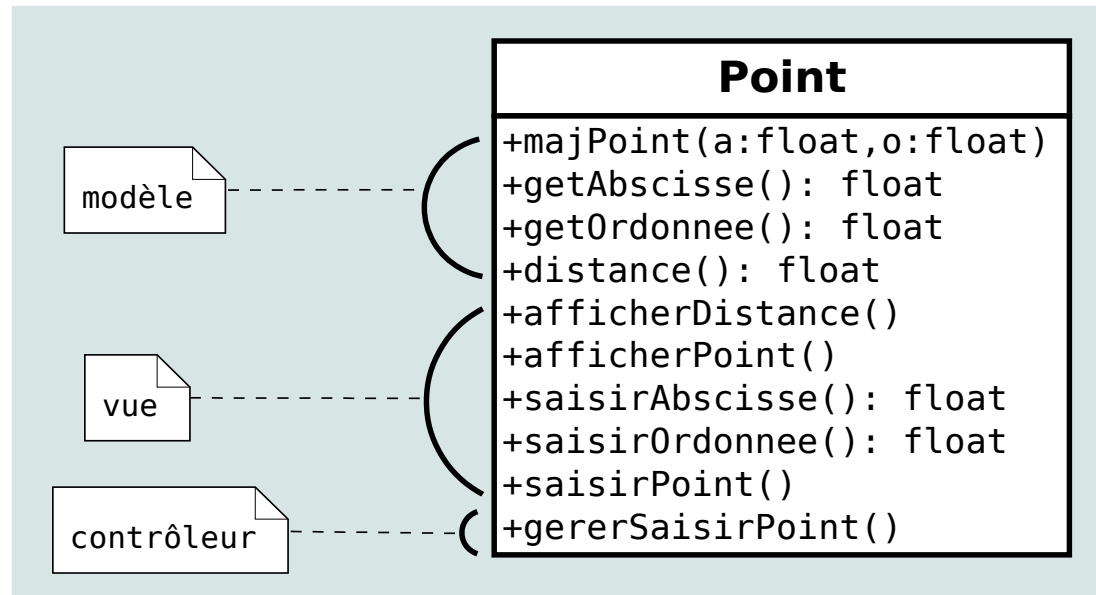 Point
+majPoint(a:float,o:float)
+getAbscisse(): float
+getOrdonnee(): float
+distance(): float
+afficherDistance()
+afficherPoint()
+saisirAbscisse(): float
+saisirOrdonnee(): float
+saisirPoint()
+gererSaisirPoint()
modèle
vue
contrôleur